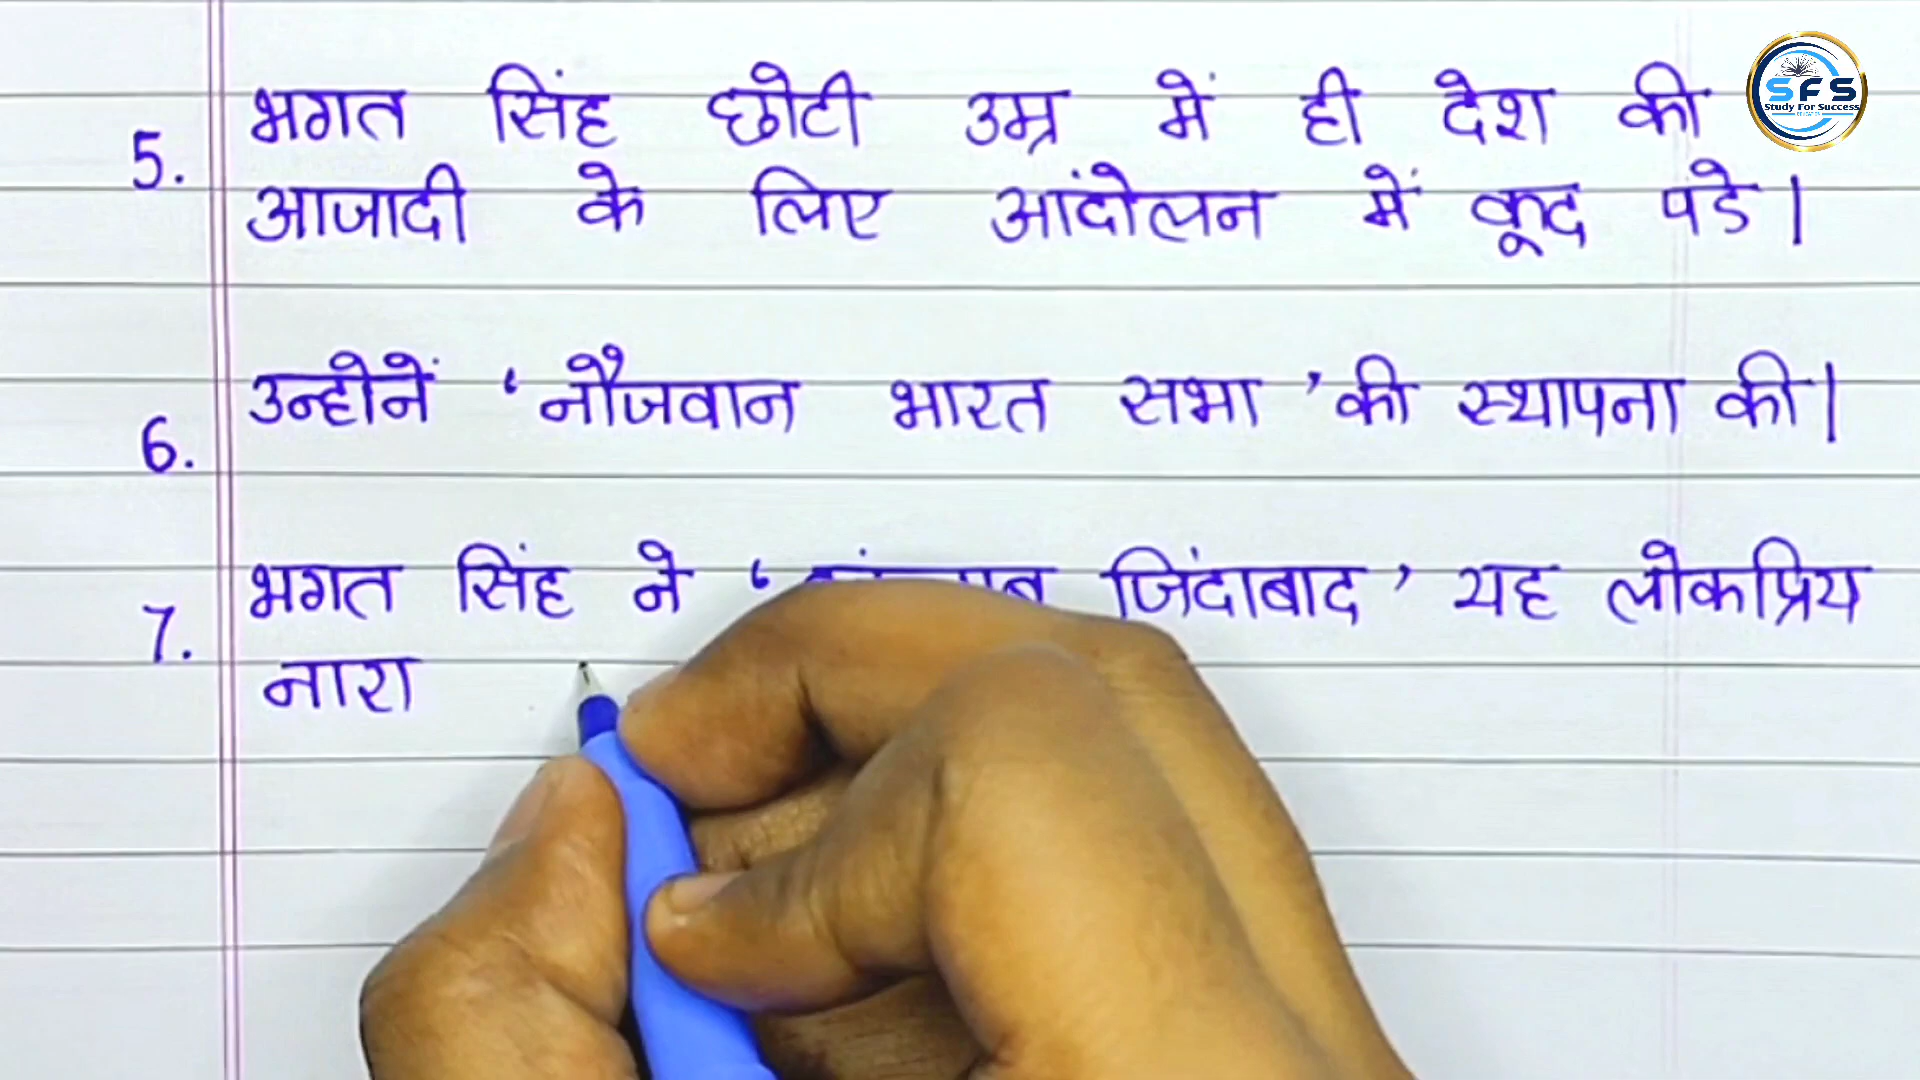 SFS
Study For Success
EDUCATION
5. भगत सिंह छोटी उम्र में ही देश की
आजादी के लिए आंदोलन में कूद पडे।
6. उन्होनें ‘नौजवान भारत सभा’ की स्थापना की।
7. भगत सिंह ने ‘ जिंदाबाद’ यह लोकप्रिय
नारा